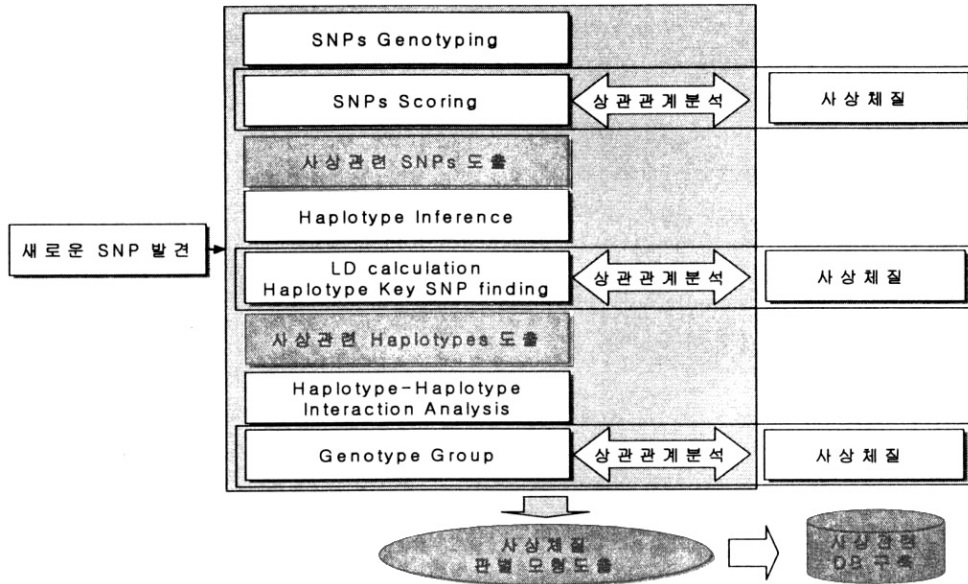 SNPs Genotyping
SNPs Scoring
상관관계분석
사상체질
사상관련 SNPs 도출
Haplotype Inference
새로운 SNP 발견
LD calculation
Haplotype Key SNP finding
상관관계분석
사상체질
사상관련 Haplotypes 도출
Haplotype-Haplotype
Interaction Analysis
Genotype Group
상관관계분석
사상체질
사상체질
판별 모형도출
사상관련
DB 구축